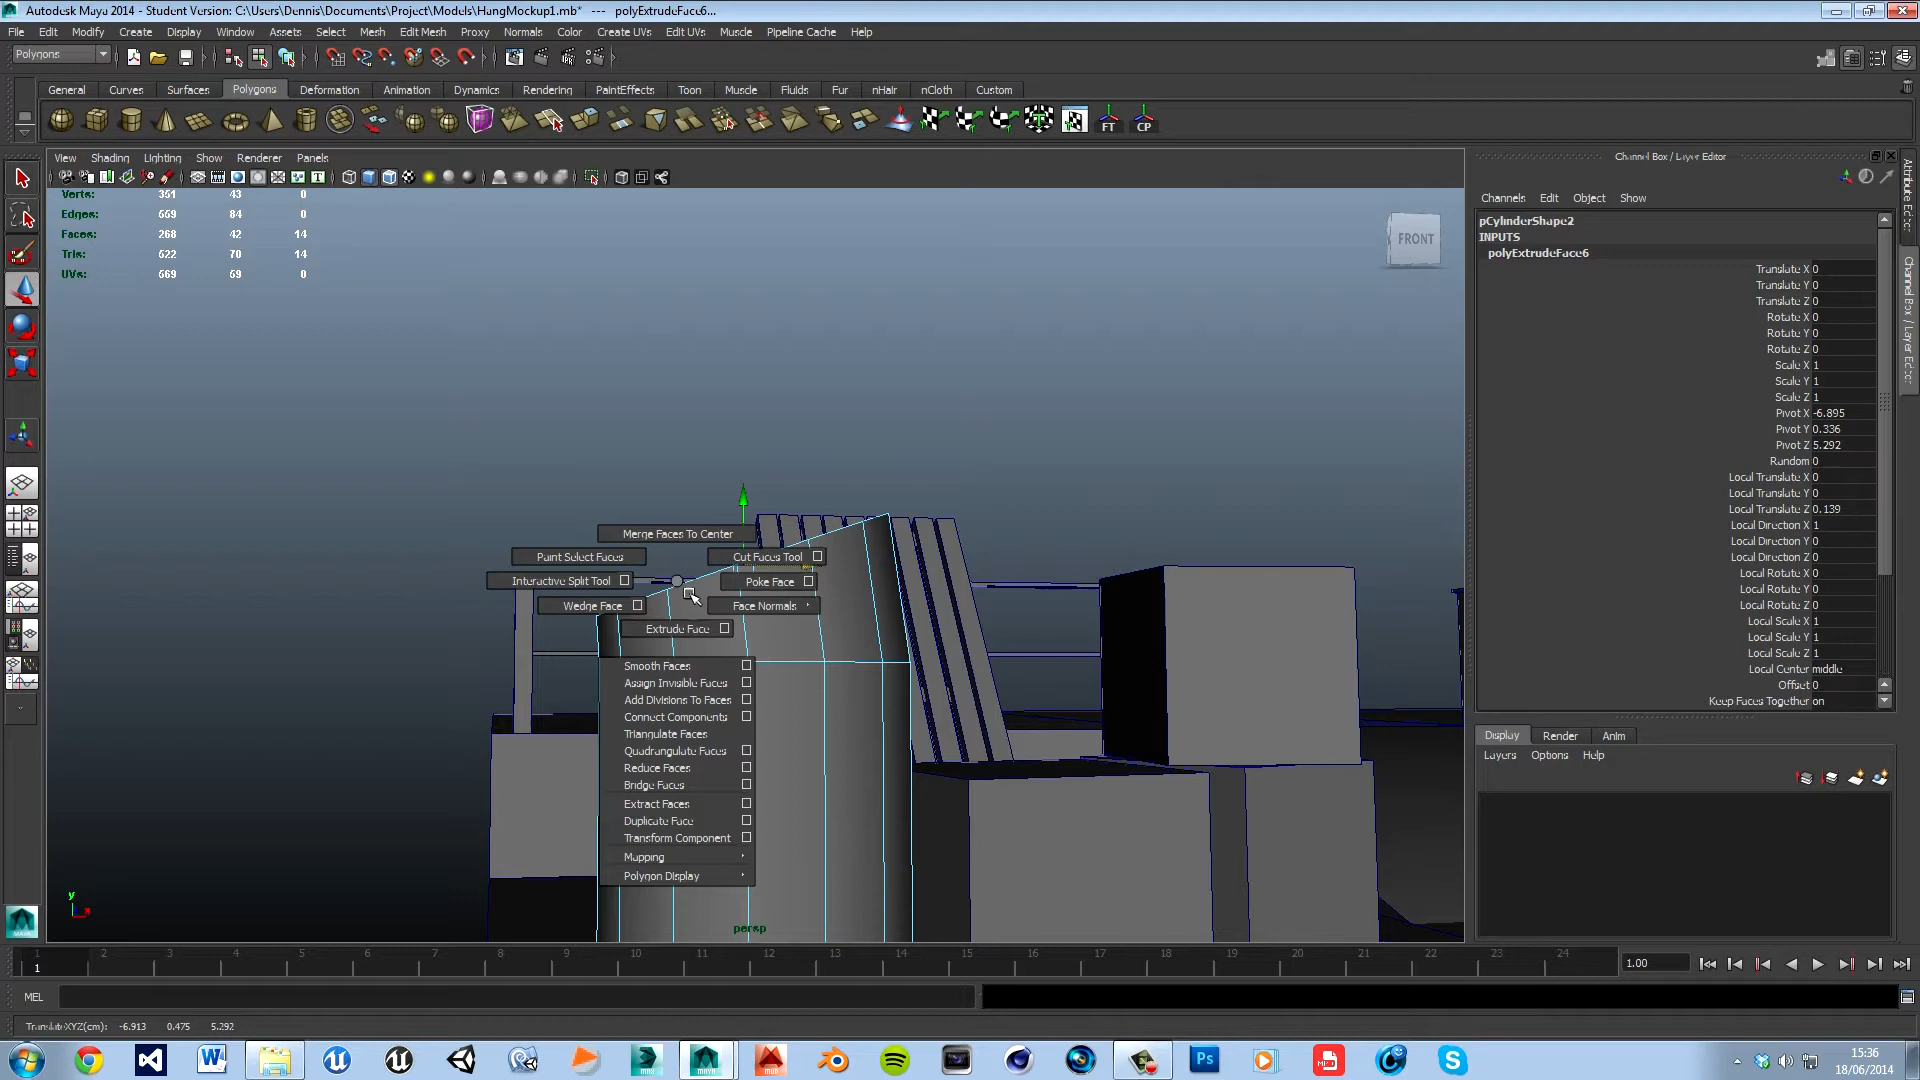 Autodesk Maya 2014 - Student Version: C:\Users\Dennis\Documents\Project\Models\HangMockup1.mb* --- polyExtrudeFace6...
File Edit Modify Create Display Window Assets Select Mesh Edit Mesh Proxy Normals Color Create UVs Edit UVs Muscle Pipeline Cache Help
Polygons
General Curves Surfaces Polygons Deformation Animation Dynamics Rendering PaintEffects Toon Muscle Fluids Fur nHair nCloth Custom
FT CP
View Shading Lighting Show Renderer Panels
Channel Box / Layer Editor
Verts: 351 43 0
Edges: 559 84 0
Faces: 268 42 14
Tris: 522 70 14
UVs: 569 59 0
FRONT
Merge Faces To Center
Paint Select Faces
Cut Faces Tool
Interactive Split Tool
Poke Face
Wedge Face
Face Normals
Extrude Face
Smooth Faces
Assign Invisible Faces
Add Divisions To Faces
Connect Components
Triangulate Faces
Quadrangulate Faces
Reduce Faces
Bridge Faces
Extract Faces
Duplicate Face
Transform Component
Mapping
Polygon Display
persp
y
Channels Edit Object Show
pCylinderShape2
INPUTS
polyExtrudeFace6
Translate X 0
Translate Y 0
Translate Z 0
Rotate X 0
Rotate Y 0
Rotate Z 0
Scale X 1
Scale Y 1
Scale Z 1
Pivot X -6.895
Pivot Y 0.336
Pivot Z 5.292
Random 0
Local Translate X 0
Local Translate Y 0
Local Translate Z 0.139
Local Direction X 1
Local Direction Y 0
Local Direction Z 0
Local Rotate X 0
Local Rotate Y 0
Local Rotate Z 0
Local Scale X 1
Local Scale Y 1
Local Scale Z 1
Local Center middle
Offset 0
Keep Faces Together on
Attribute Editor
Channel Box / Layer Editor
Display Render Anim
Layers Options Help
1 2 3 4 5 6 7 8 9 10 11 12 13 14 15 16 17 18 19 20 21 22 23 24
1
1.00
MEL
TranslateXYZ(cm): -6.913 0.475 5.292
Ps
15:36
18/06/2014